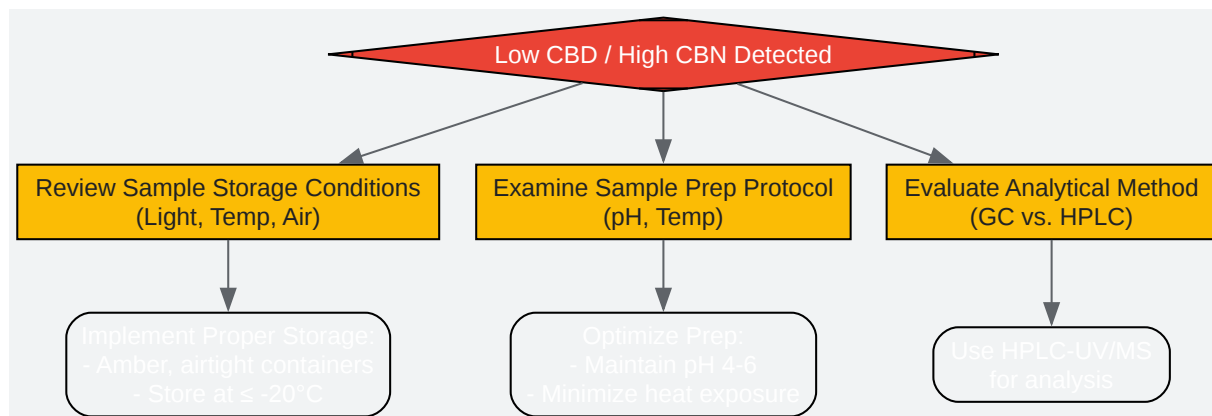 Low CBD / High CBN Detected
Review Sample Storage Conditions
(Light, Temp, Air)
Examine Sample Prep Protocol
(pH, Temp)
Evaluate Analytical Method
(GC vs. HPLC)
Implement Proper Storage:
- Amber, airtight containers
- Store at ≤ -20°C
Optimize Prep:
- Maintain pH 4-6
- Minimize heat exposure
Use HPLC-UV/MS
for analysis